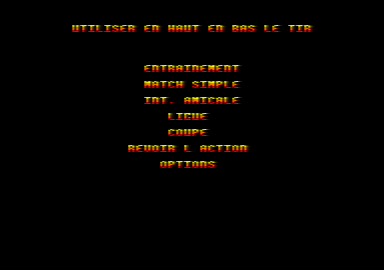 UTILISER EN HAUT EN BAS LE TIR
ENTRAINEMENT
MATCH SIMPLE
INT. AMICALE
LIGUE
COUPE
REVOIR L ACTION
OPTIONS